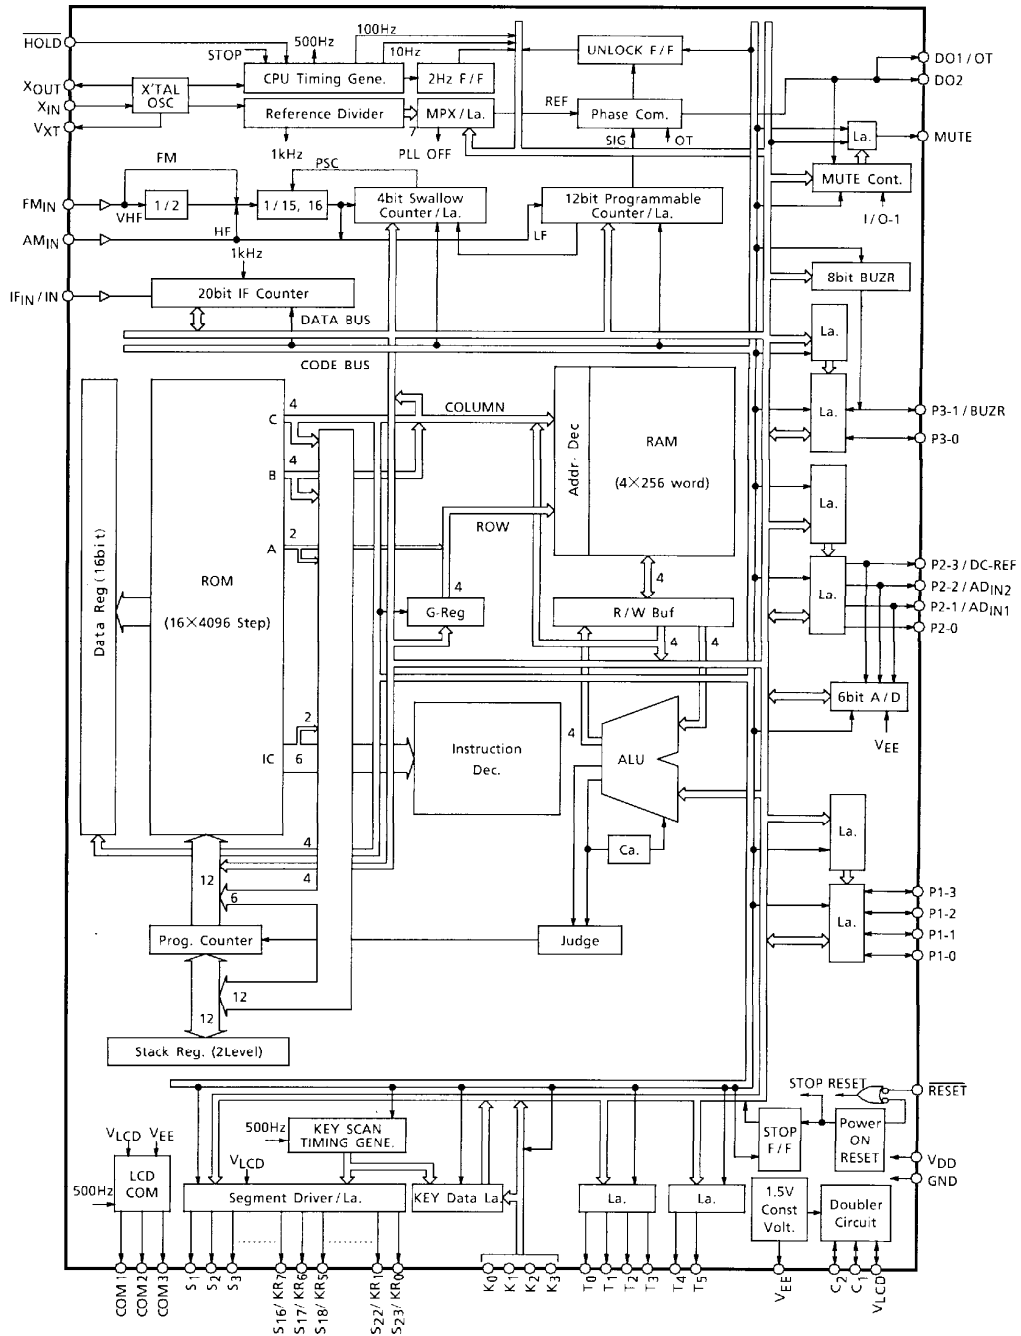 100Hz
HOLD
STOP
500Hz
10Hz
UNLOCK F/F
DO1/OT
CPU Timing Gene.
2Hz F/F
DO2
XOUT
X'TAL
OSC
XIN
Reference Divider
MPX/La.
REF
Phase Com.
La.
MUTE
VXT
7
1kHz
PLL OFF
SIG
OT
FM
PSC
MUTE Cont.
FMIN
VHF
1/2
1/15, 16
4bit Swallow
Counter/La.
12bit Programmable
Counter/La.
I/O-1
AMIN
HF
LF
1kHz
8bit BUZR
IFIN/IN
20bit IF Counter
DATA BUS
La.
CODE BUS
4
C
COLUMN
La.
P3-1/BUZR
P3-0
Data Reg (16bit)
ROM
(16×4096 Step)
4
B
Addr. Dec
RAM
(4×256 word)
La.
2
A
ROW
4
4
La.
P2-3/DC-REF
P2-2/ADIN2
P2-1/ADIN1
P2-0
G-Reg
R/W Buf
4
4
6bit A/D
VEE
2
IC
6
Instruction
Dec.
4
ALU
La.
Ca.
4
12
4
6
La.
P1-3
P1-2
P1-1
P1-0
Prog. Counter
Judge
12
12
Stack Reg. (2Level)
STOP RESET
RESET
STOP
F/F
Power
ON
RESET
VDD
GND
VLCD
VEE
500Hz
KEY SCAN
TIMING GENE.
LCD
COM
500Hz
VLCD
Segment Driver/La.
KEY Data La.
La.
La.
1.5V
Const
Volt.
Doubler
Circuit
COM1
COM2
COM3
S1
S2
S3
S16/KR7
S17/KR6
S18/KR5
S22/KR1
S23/KR0
K0
K1
K2
K3
T0
T1
T2
T3
T4
T5
VEE
C2
C1
VLCD